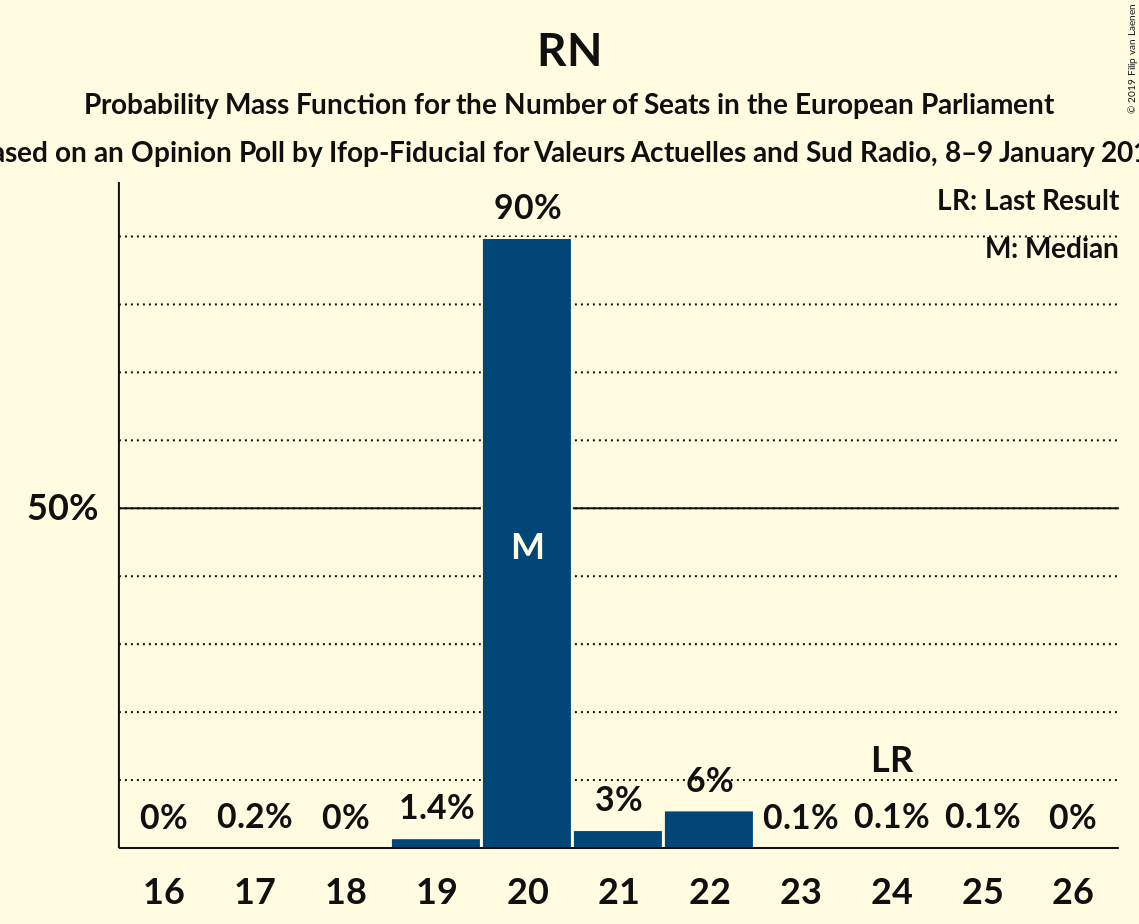 RN
Probability Mass Function for the Number of Seats in the European Parliament
on an Opinion Poll by Ifop-Fiducial for Valeurs Actuelles and Sud Radio, 8–9 January
© 2019 Filip van Laenen
LR: Last Result
M: Median
90%
50%
M
LR
0%
0.2%
0%
1.4%
3%
6%
0.1%
0.1%
0.1%
0%
16
17
18
19
20
21
22
23
24
25
26